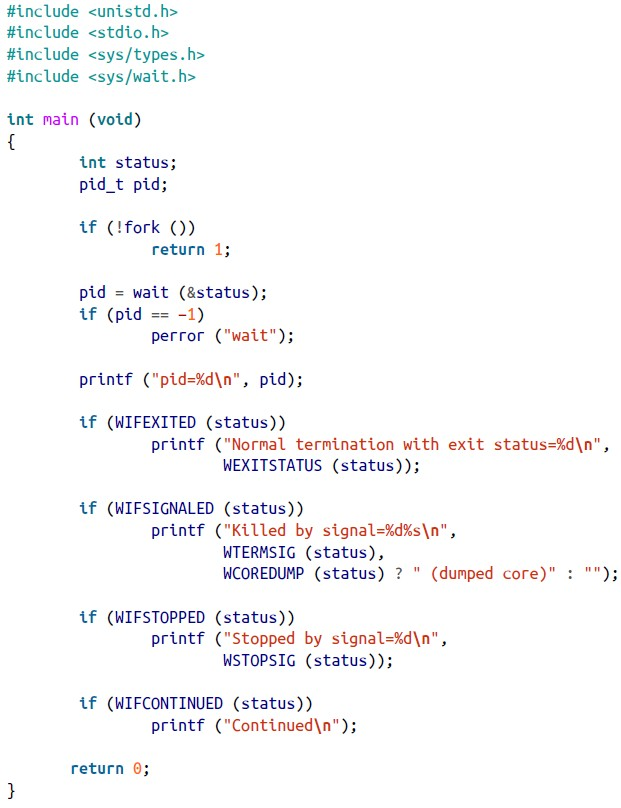 #include <unistd.h>
#include <stdio.h>
#include <sys/types.h>
#include <sys/wait.h>

int main (void)
{
        int status;
        pid_t pid;

        if (!fork ())
                return 1;

        pid = wait (&status);
        if (pid == -1)
                perror ("wait");

        printf ("pid=%d\n", pid);

        if (WIFEXITED (status))
                printf ("Normal termination with exit status=%d\n",
                        WEXITSTATUS (status));

        if (WIFSIGNALED (status))
                printf ("Killed by signal=%d%s\n",
                        WTERMSIG (status),
                        WCOREDUMP (status) ? " (dumped core)" : "");

        if (WIFSTOPPED (status))
                printf ("Stopped by signal=%d\n",
                        WSTOPSIG (status));

        if (WIFCONTINUED (status))
                printf ("Continued\n");

       return 0;
}